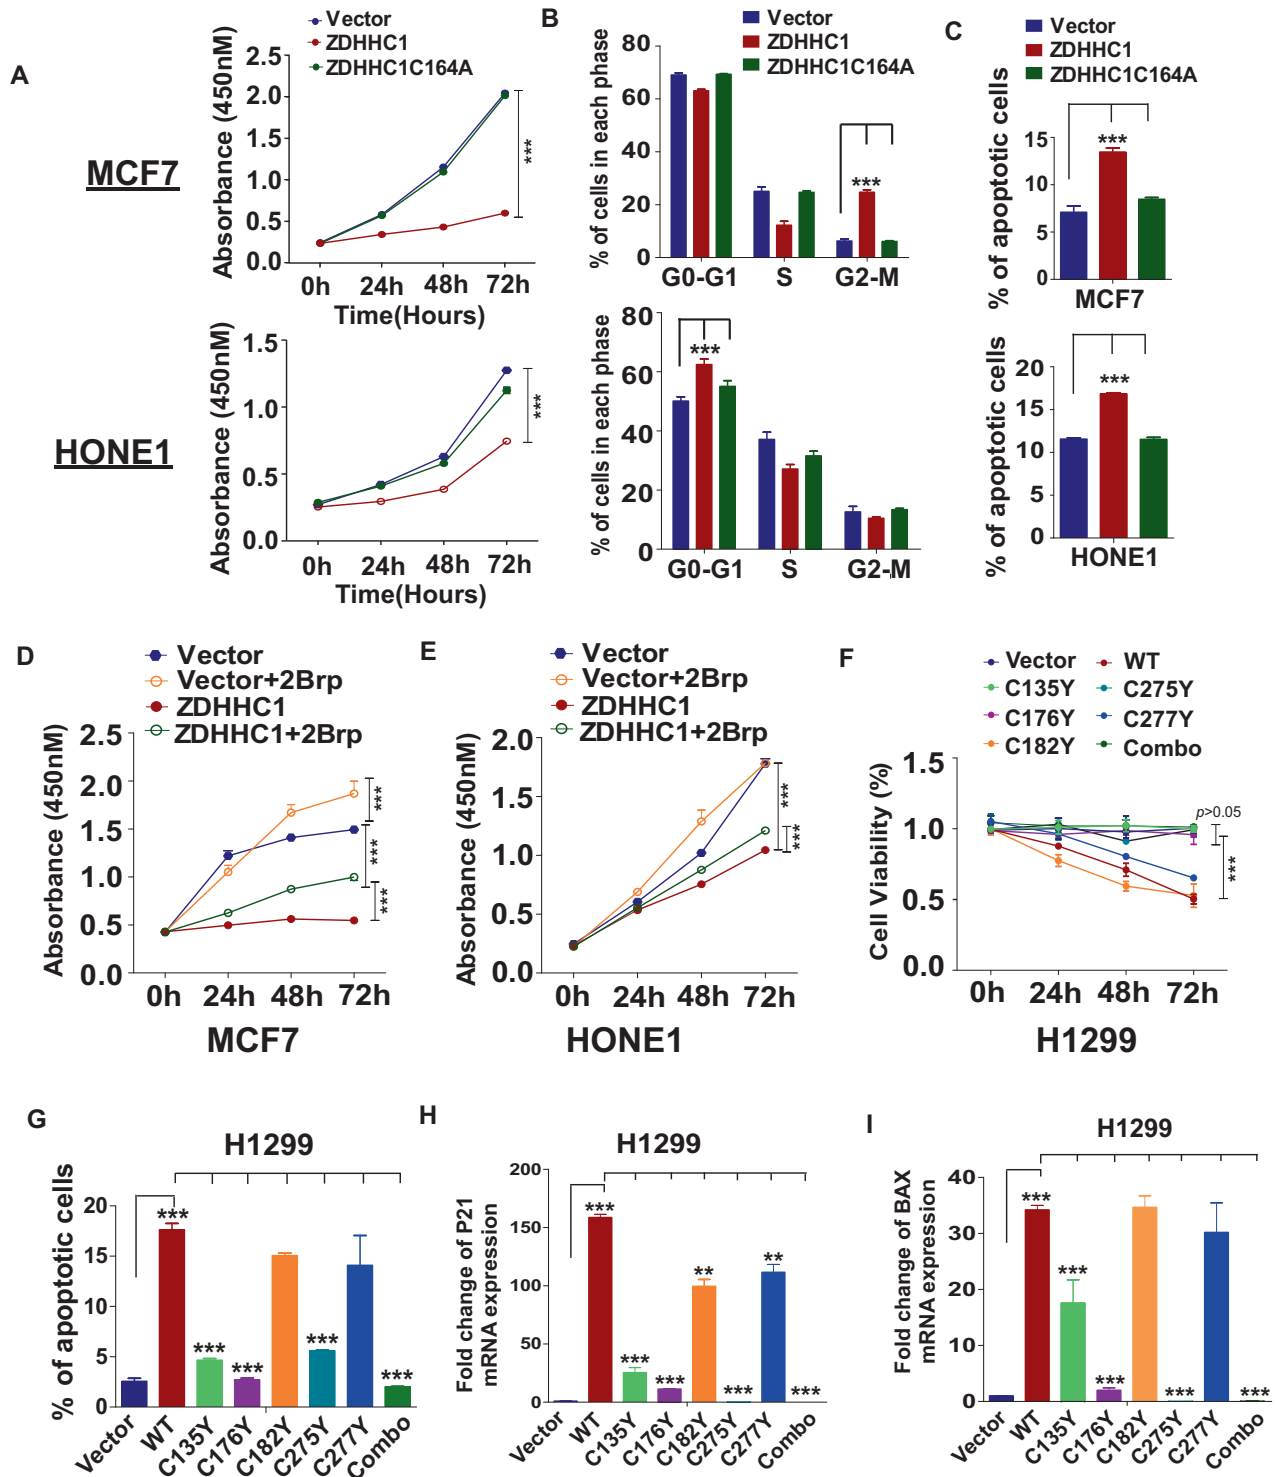 A
Vector
ZDHHC1
ZDHHC1C164A
MCF7
Absorbance (450nM)
2.5
2.0
1.5
1.0
0.5
0.0
***
0h 24h 48h 72h
Time(Hours)
HONE1
Absorbance (450nM)
1.5
1.0
0.5
0.0
***
0h 24h 48h 72h
Time(Hours)
B
Vector
ZDHHC1
ZDHHC1C164A
% of cells in each phase
80
60
40
20
0
***
G0-G1 S G2-M
% of cells in each phase
80
60
40
20
0
***
G0-G1 S G2-M
C
Vector
ZDHHC1
ZDHHC1C164A
% of apoptotic cells
15
10
5
0
***
MCF7
% of apoptotic cells
20
15
10
5
0
***
HONE1
D
Vector
Vector+2Brp
ZDHHC1
ZDHHC1+2Brp
Absorbance (450nM)
2.5
2.0
1.5
1.0
0.5
0.0
***
***
***
0h 24h 48h 72h
MCF7
E
Vector
Vector+2Brp
ZDHHC1
ZDHHC1+2Brp
Absorbance (450nM)
2.0
1.5
1.0
0.5
0.0
***
***
0h 24h 48h 72h
HONE1
F
Vector WT
C135Y C275Y
C176Y C277Y
C182Y Combo
Cell Viability (%)
1.5
1.0
0.5
0.0
p>0.05
***
0h 24h 48h 72h
H1299
G
H1299
% of apoptotic cells
20
15
10
5
0
***
***
***
***
***
Vector WT C135Y C176Y C182Y C275Y C277Y Combo
H
H1299
Fold change of P21
mRNA expression
200
150
100
50
0
***
***
***
**
***
**
***
Vector WT C135Y C176Y C182Y C275Y C277Y Combo
I
H1299
Fold change of BAX
mRNA expression
40
30
20
10
0
***
***
***
***
***
Vector WT C135Y C176Y C182Y C275Y C277Y Combo